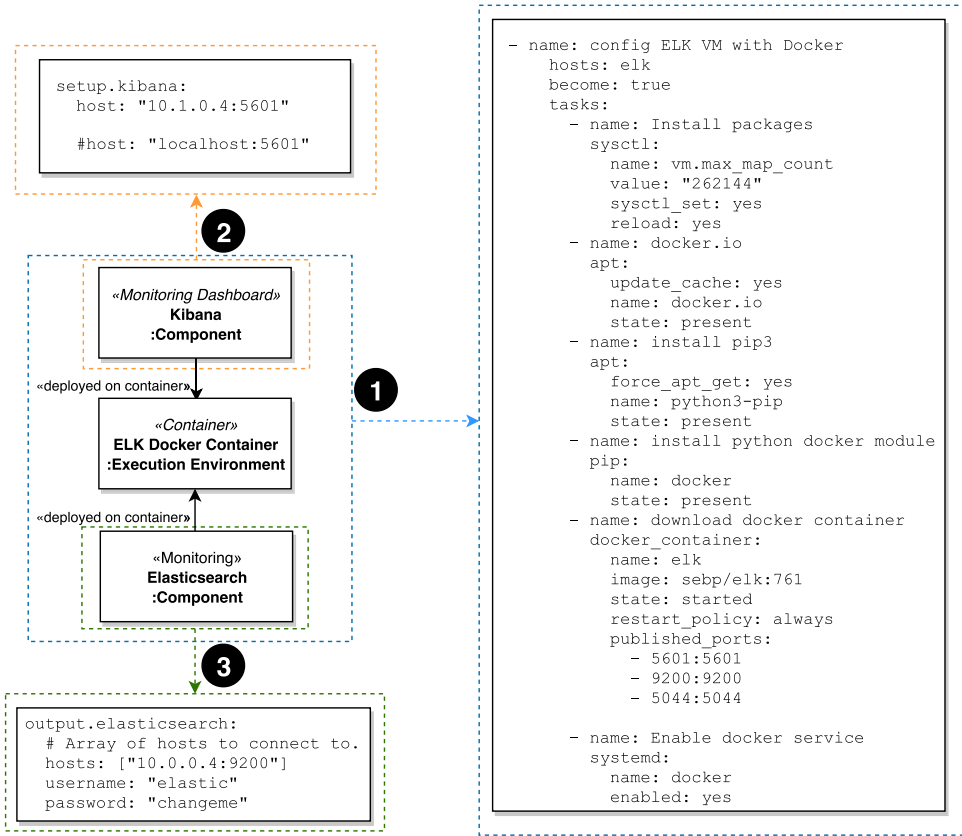 setup.kibana:
host: "10.1.0.4:5601"
#host: "localhost:5601"
2
«Monitoring Dashboard»
Kibana
:Component
«deployed on container»
1
«Container»
ELK Docker Container
:Execution Environment
«deployed on container»
«Monitoring»
Elasticsearch
:Component
3
output.elasticsearch:
# Array of hosts to connect to.
hosts: ["10.0.0.4:9200"]
username: "elastic"
password: "changeme"
- name: config ELK VM with Docker
hosts: elk
become: true
tasks:
- name: Install packages
sysctl:
name: vm.max_map_count
value: "262144"
sysctl_set: yes
reload: yes
- name: docker.io
apt:
update_cache: yes
name: docker.io
state: present
- name: install pip3
apt:
force_apt_get: yes
name: python3-pip
state: present
- name: install python docker module
pip:
name: docker
state: present
- name: download docker container
docker_container:
name: elk
image: sebp/elk:761
state: started
restart_policy: always
published_ports:
- 5601:5601
- 9200:9200
- 5044:5044
- name: Enable docker service
systemd:
name: docker
enabled: yes